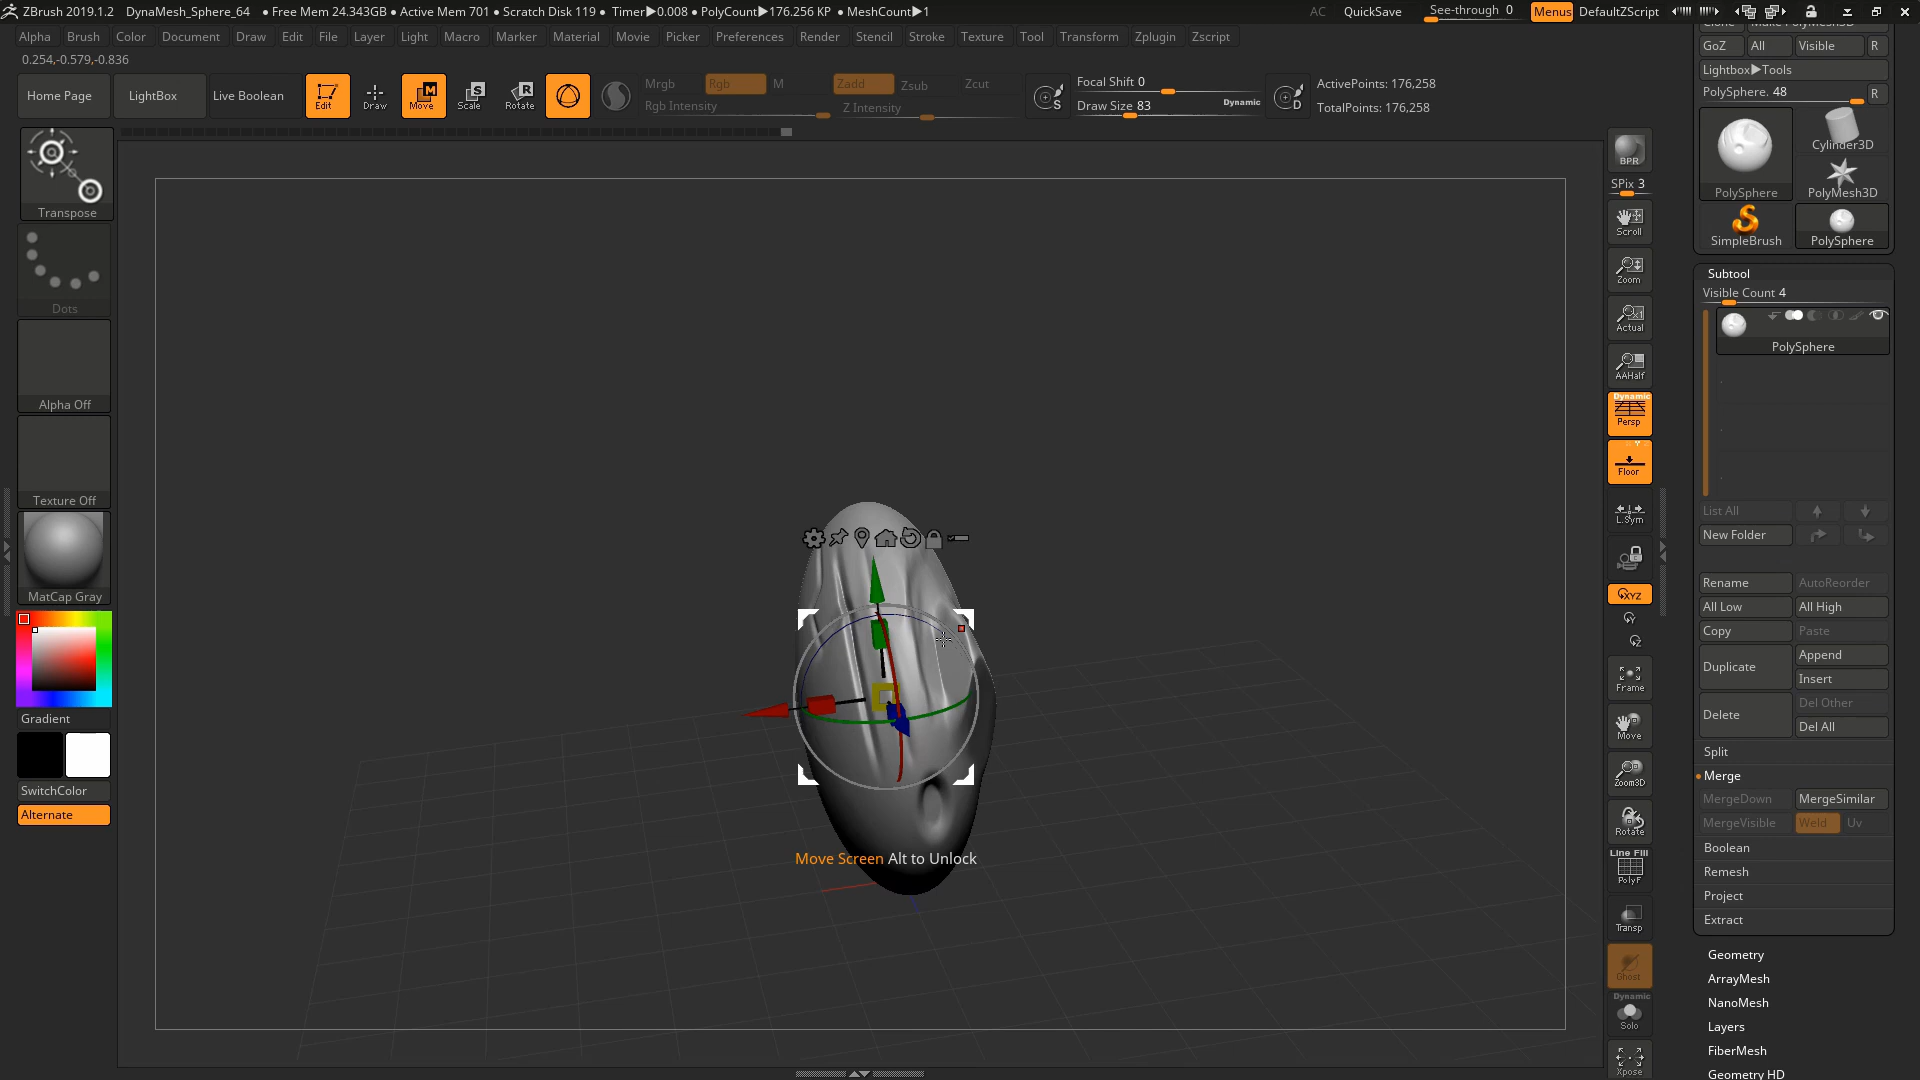 ZBrush 2019.1.2 DynaMesh_Sphere_64 ● Free Mem 24.343GB ● Active Mem 701 ● Scratch Disk 119 ● Timer▶0.008 ● PolyCount▶176.256 KP ● MeshCount▶1 AC QuickSave See-through 0 Menus DefaultZScript
Alpha Brush Color Document Draw Edit File Layer Light Macro Marker Material Movie Picker Preferences Render Stencil Stroke Texture Tool Transform Zplugin Zscript
0.254,-0.579,-0.836
Home Page LightBox Live Boolean Edit Draw Move Scale Rotate
Mrgb Rgb M Zadd Zsub Zcut
Rgb Intensity Z Intensity
S Focal Shift 0
Draw Size 83 Dynamic D
ActivePoints: 176,258
TotalPoints: 176,258
Transpose
Dots
Alpha Off
Texture Off
MatCap Gray
Gradient
SwitchColor
Alternate
Move Screen Alt to Unlock
BPR
SPix 3
Scroll
Zoom
Actual
AAHalf
Dynamic
Persp
Floor
L.Sym
XYZ
Y
Z
Frame
Move
Zoom3D
Rotate
Line Fill
PolyF
Transp
Ghost
Dynamic
Solo
Xpose
GoZ All Visible R
Lightbox▶Tools
PolySphere. 48 R
PolySphere Cylinder3D
PolyMesh3D
SimpleBrush PolySphere
Subtool
Visible Count 4
PolySphere
List All
New Folder
Rename AutoReorder
All Low All High
Copy Paste
Duplicate Append
Insert
Delete Del Other
Del All
Split
Merge
MergeDown MergeSimilar
MergeVisible Weld Uv
Boolean
Remesh
Project
Extract
Geometry
ArrayMesh
NanoMesh
Layers
FiberMesh
Geometry HD